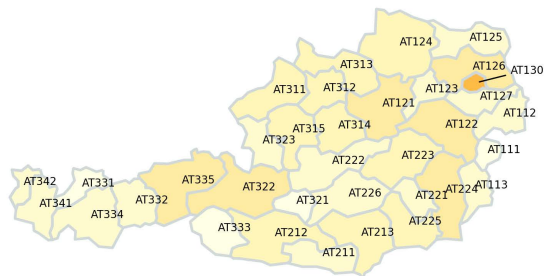 AT124
AT125
AT313
AT126
AT130
AT311
AT312
AT123
AT127
AT121
AT112
AT315
AT314
AT122
AT323
AT111
AT222
AT223
AT342
AT331
AT335
AT322
AT224
AT113
AT341
AT332
AT321
AT226
AT221
AT334
AT225
AT333
AT212
AT213
AT211